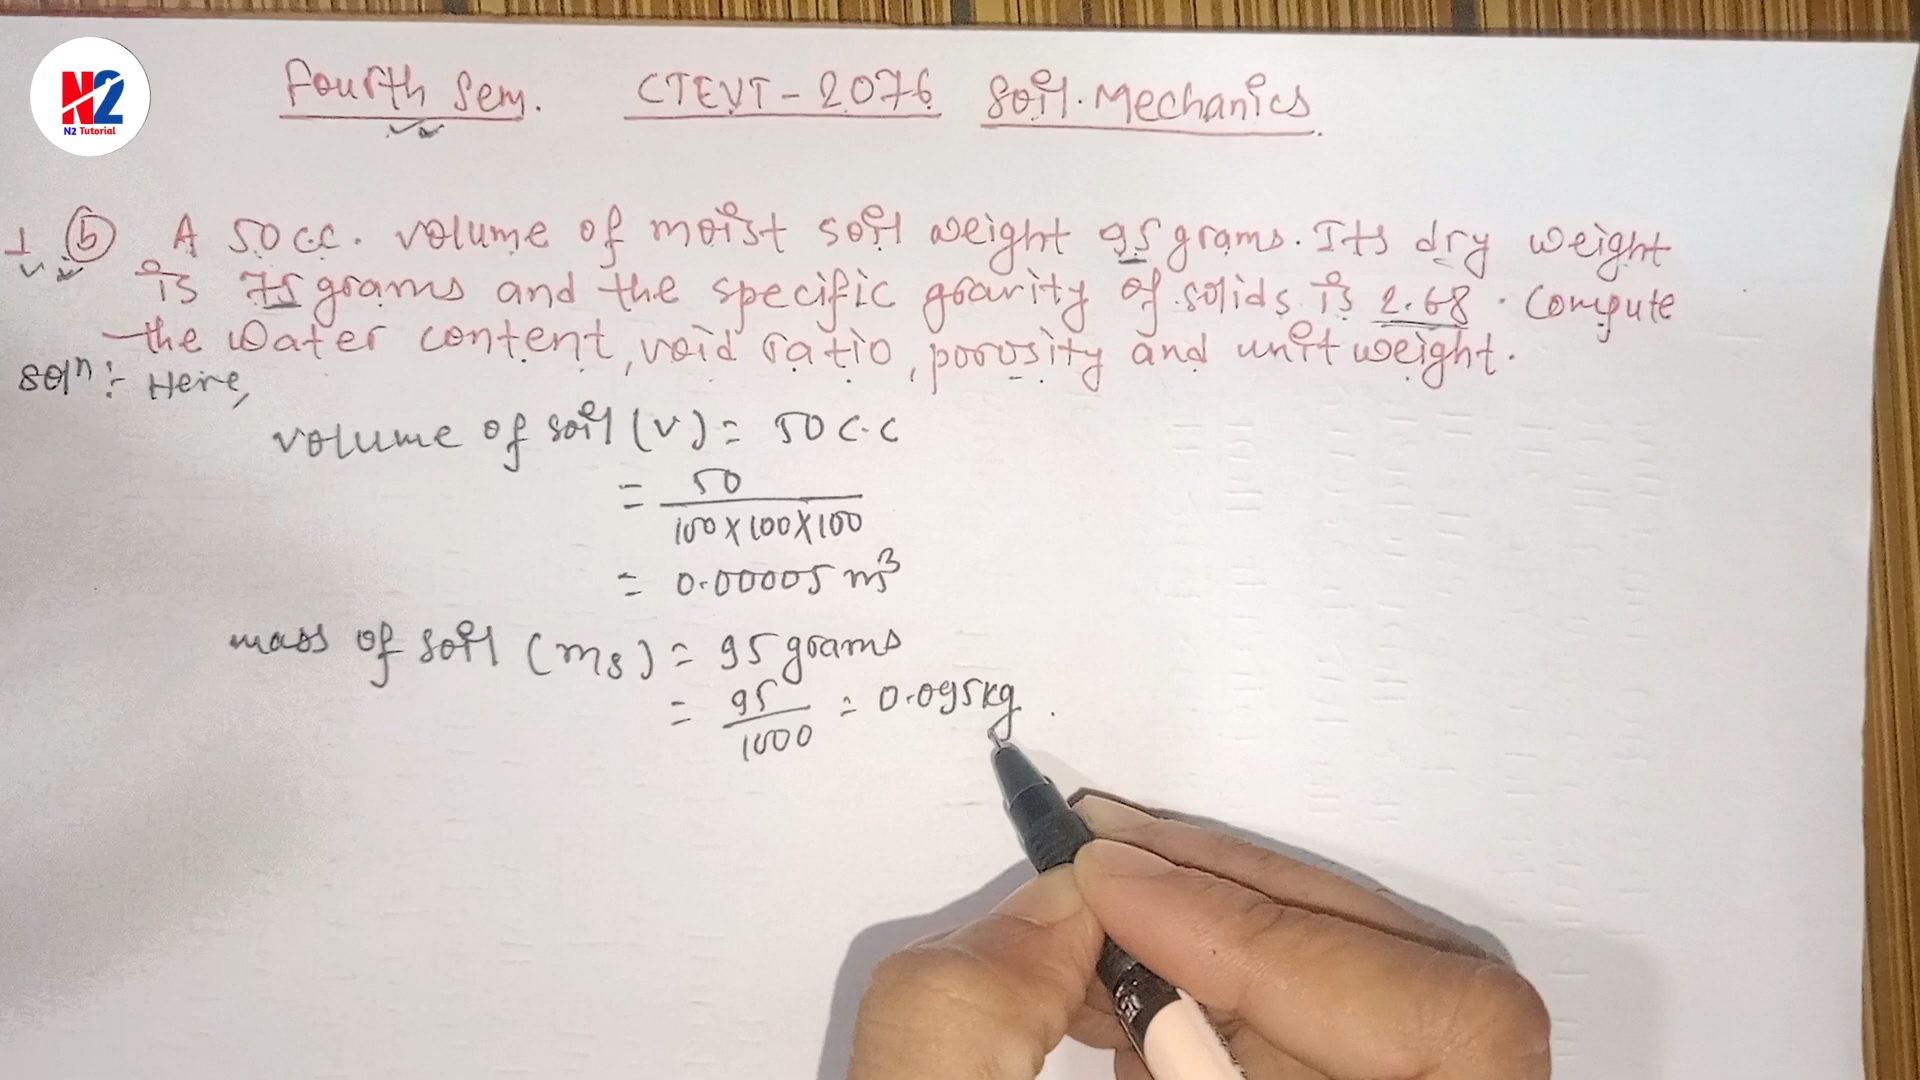 N2
N2 Tutorial
Fourth Sem. CTEVT-2076 Soil Mechanics
1 (b) A 50 c.c. volume of moist soil weight 95 grams. Its dry weight
is 75 grams and the specific gravity of solids is 2.68. Compute
the water content, void ratio, porosity and unit weight.
Solⁿ:- Here,
volume of soil (V) = 50 c.c
= 50 / 100×100×100
= 0.00005 m³
mass of soil (ms) = 95 grams
= 95 / 1000 = 0.095kg.